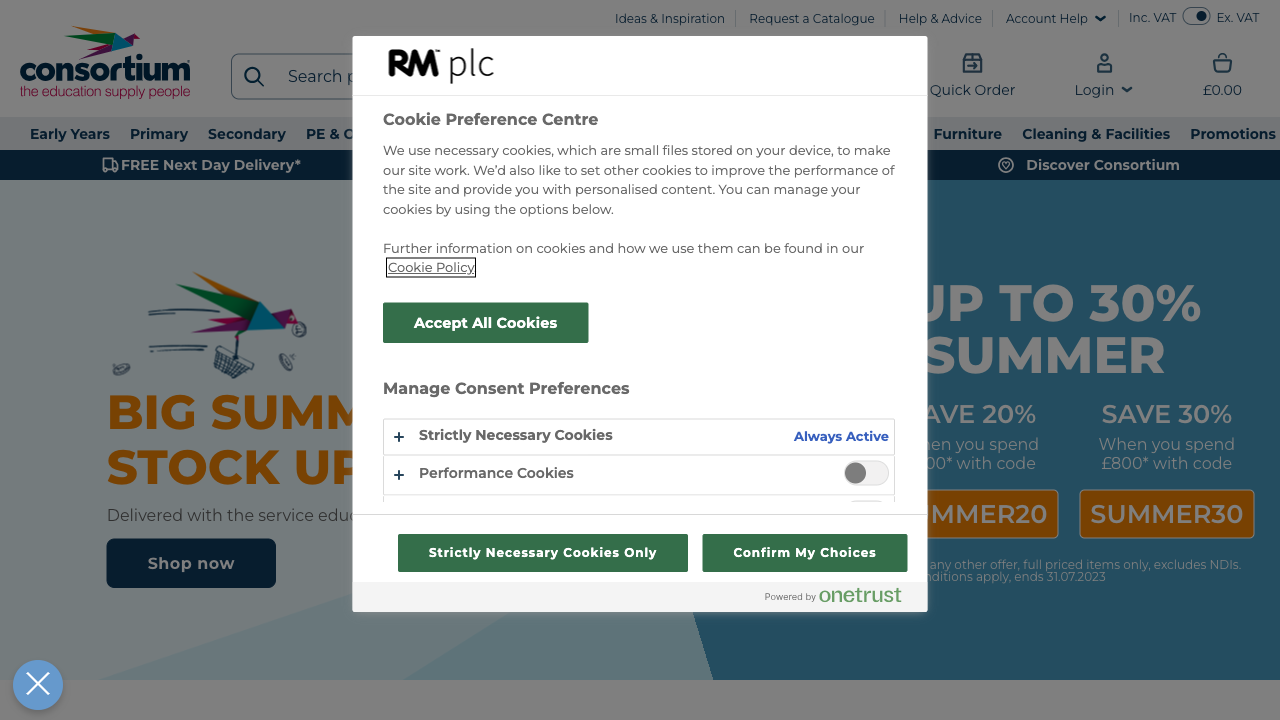 Ideas & Inspiration
Request a Catalogue
Help & Advice
Account Help
Inc. VAT
Ex. VAT
consortium
the education supply people
Search
Quick Order
Login
£0.00
Early Years
Primary
Secondary
PE &
Furniture
Cleaning & Facilities
Promotions
FREE Next Day Delivery*
Discover Consortium
RM plc
Cookie Preference Centre
We use necessary cookies, which are small files stored on your device, to make
our site work. We’d also like to set other cookies to improve the performance of
the site and provide you with personalised content. You can manage your
cookies by using the options below.
Further information on cookies and how we use them can be found in our
Cookie Policy
Accept All Cookies
Manage Consent Preferences
Strictly Necessary Cookies
Always Active
Performance Cookies
Strictly Necessary Cookies Only
Confirm My Choices
Powered by onetrust
BIG SUMM
STOCK UP
Delivered with the service edu
Shop now
UP TO 30%
SUMMER
AVE 20%
SAVE 30%
en you spend
When you spend
00* with code
£800* with code
MMER20
SUMMER30
any other offer, full priced items only, excludes NDIs.
nditions apply, ends 31.07.2023